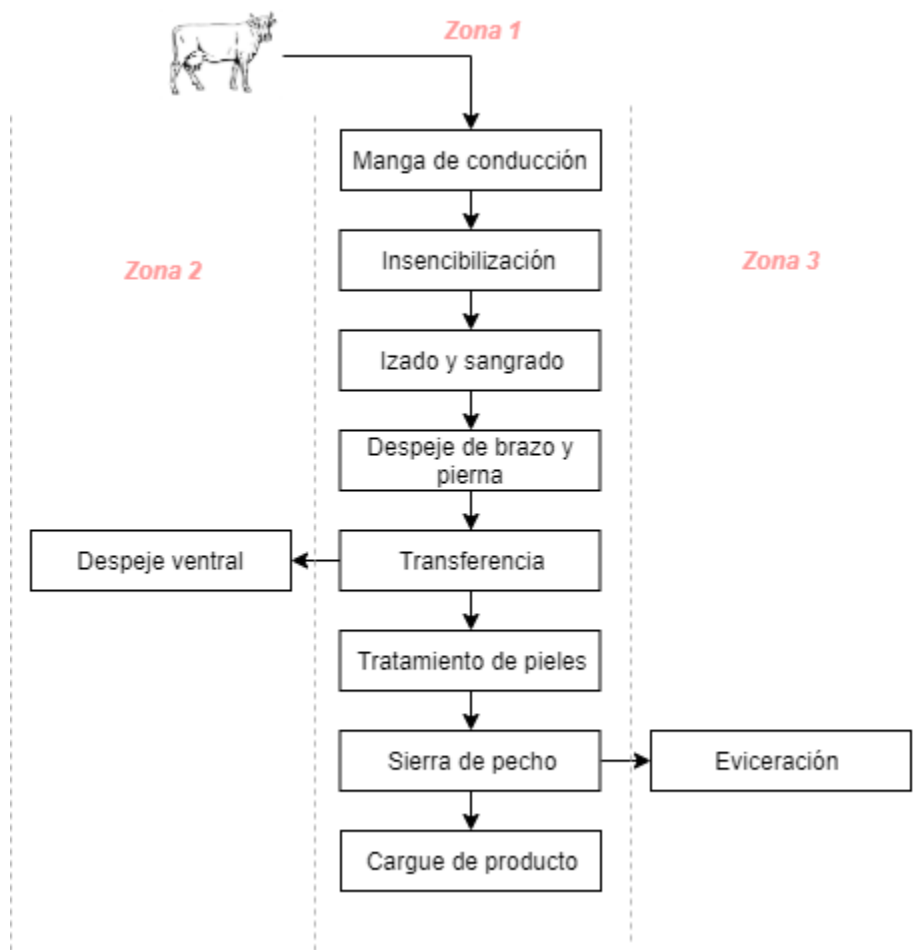 Zona 1
Manga de conducción
Zona 2
Insencibilización
Zona 3
Izado y sangrado
Despeje de brazo y
pierna
Despeje ventral
Transferencia
Tratamiento de pieles
Sierra de pecho
Eviceración
Cargue de producto